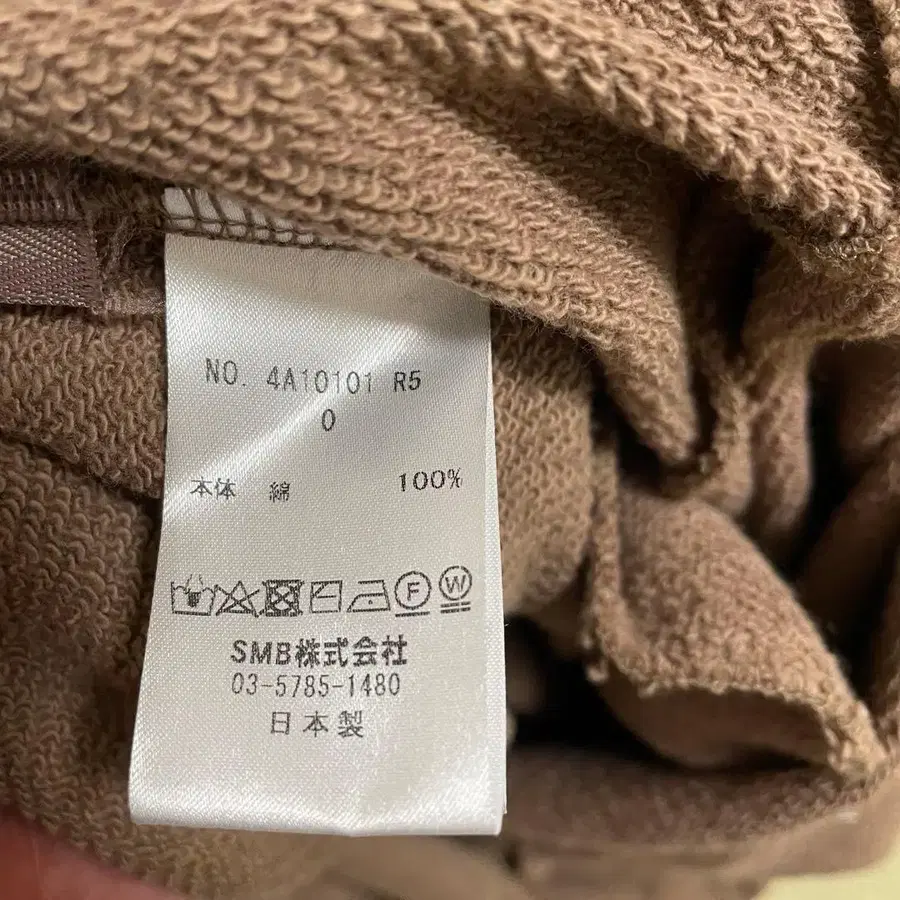 NO. 4A10101 R5
0
本体 綿 100%
F W
SMB株式会社
03-5785-1480
日本製